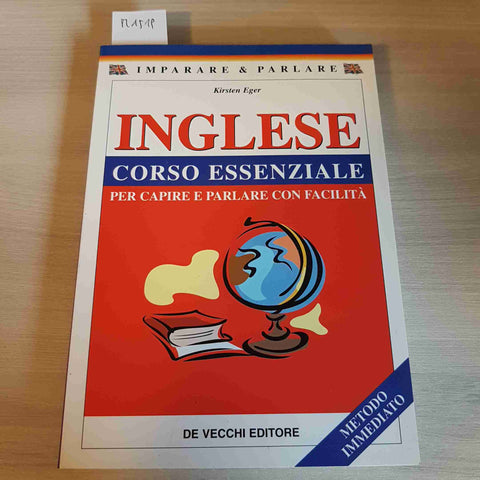 IMPARARE & PARLARE
Kirsten Eger
INGLESE
CORSO ESSENZIALE
PER CAPIRE E PARLARE CON FACILITÀ
METODO
IMMEDIATO
DE VECCHI EDITORE